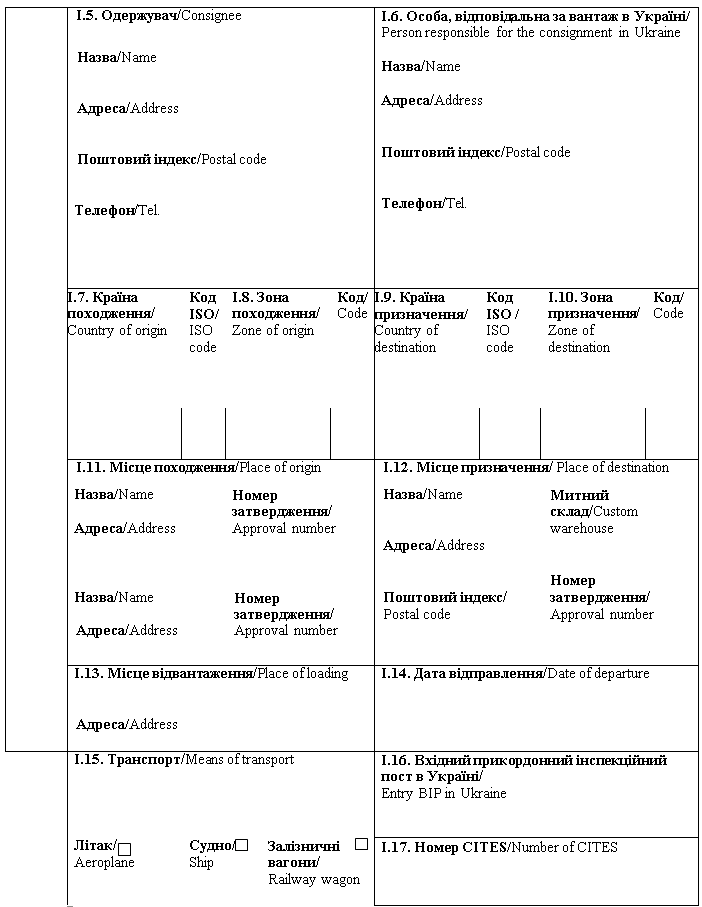 I.5. Одержувач/Consignee
Назва/Name
Адреса/Address
Поштовий індекс/Postal code
Телефон/Tel.
I.6. Особа, відповідальна за вантаж в Україні/
Person responsible for the consignment in Ukraine
Назва/Name
Адреса/Address
Поштовий індекс/Postal code
Телефон/Tel.
I.7. Країна
походження/
Country of origin
Код
ISO/
ISO
code
I.8. Зона
походження/
Zone of origin
Код/
Code
I.9. Країна
призначення/
Country of
destination
Код
ISO /
ISO
code
I.10. Зона
призначення/
Zone of
destination
Код/
Code
I.11. Місце походження/Place of origin
Назва/Name
Адреса/Address
Номер
затвердження/
Approval number
Назва/Name
Адреса/Address
Номер
затвердження/
Approval number
I.12. Місце призначення/ Place of destination
Назва/Name
Адреса/Address
Поштовий індекс/
Postal code
Митний
склад/Custom
warehouse
Номер
затвердження/
Approval number
I.13. Місце відвантаження/Place of loading
Адреса/Address
I.14. Дата відправлення/Date of departure
I.15. Транспорт/Means of transport
Літак/
Aeroplane
Судно/
Ship
Залізничні
вагони/
Railway wagon
I.16. Вхідний прикордонний інспекційний
пост в Україні/
Entry BIP in Ukraine
I.17. Номер CITES/Number of CITES